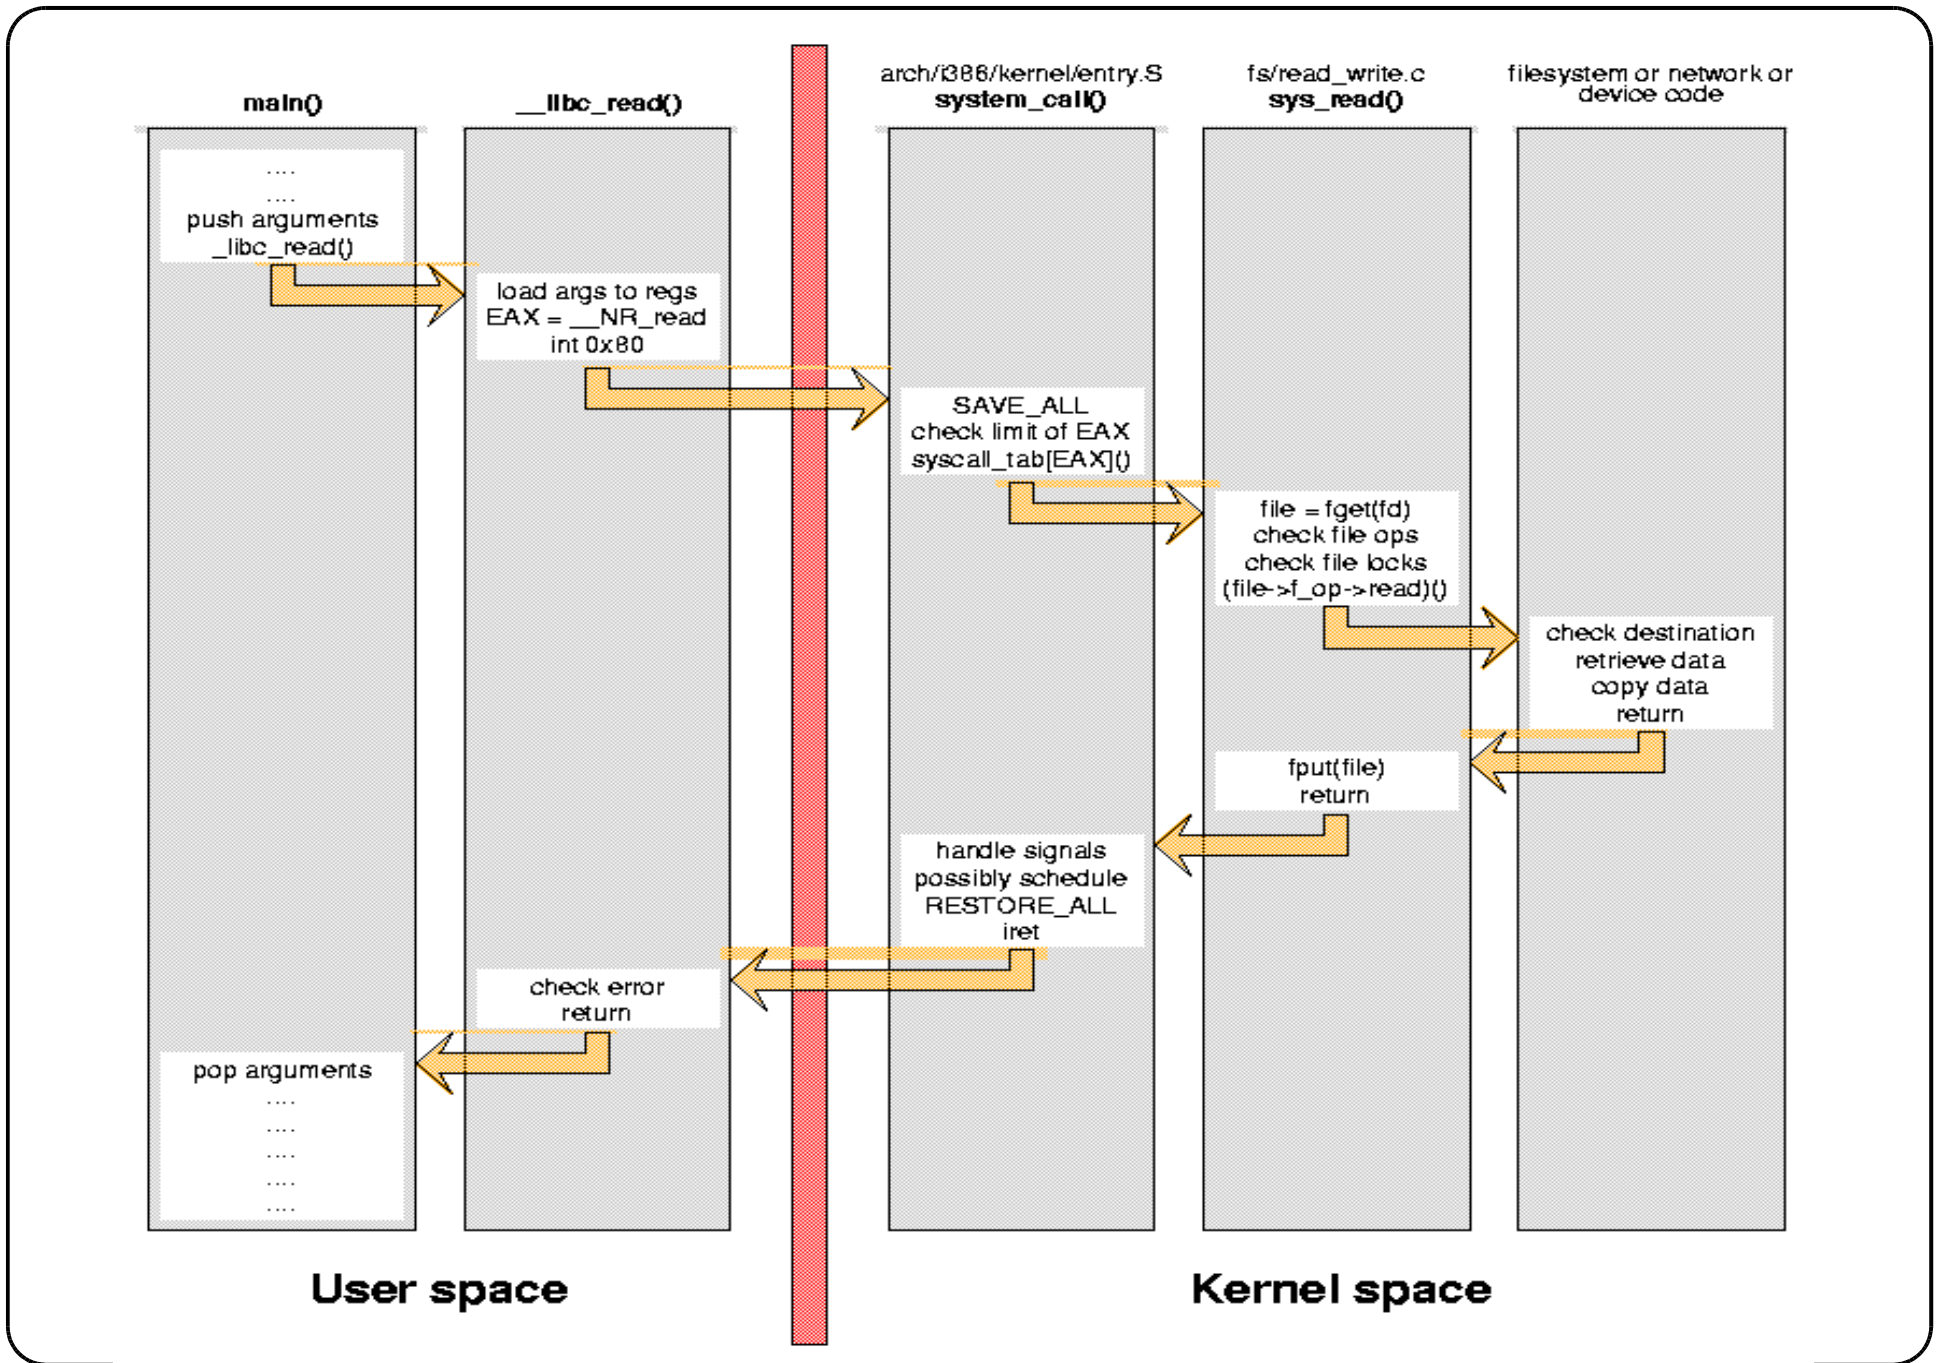 main()
__libc_read()
arch/i386/kernel/entry.S
system_call()
fs/read_write.c
sys_read()
filesystem or network or
device code
....
....
push arguments
_libc_read()
load args to regs
EAX = __NR_read
int 0x80
SAVE_ALL
check limit of EAX
syscall_tab[EAX]()
file = fget(fd)
check file ops
check file locks
(file->f_op->read)()
check destination
retrieve data
copy data
return
fput(file)
return
handle signals
possibly schedule
RESTORE_ALL
iret
check error
return
pop arguments
....
....
....
....
....
User space
Kernel space